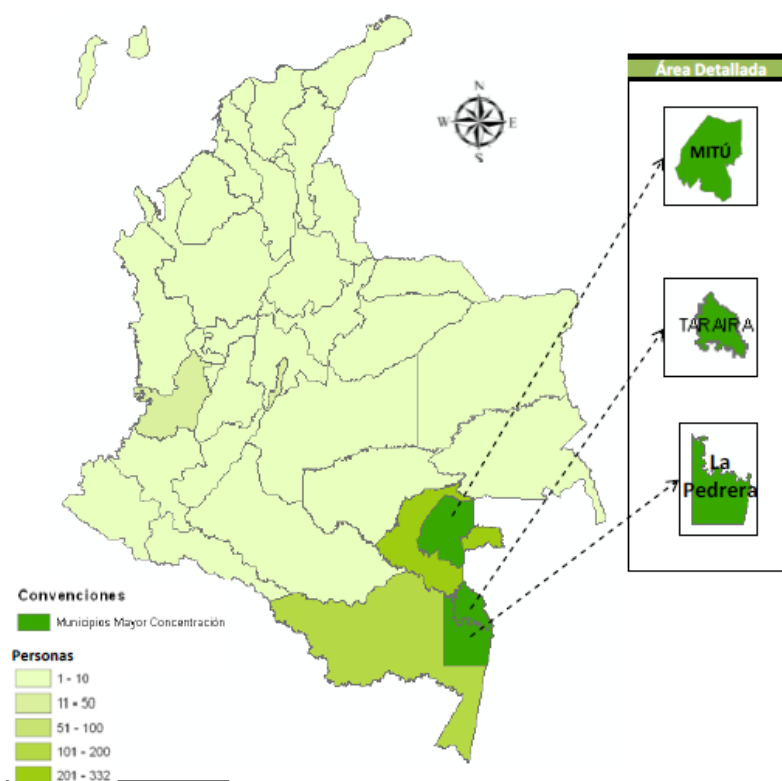 N
W E
S
Área Detallada
MITÚ
TARAIRA
La
Pedrera
Convenciones
Municipios Mayor Concentración
Personas
1 - 10
11 - 50
51 - 100
101 - 200
201 - 332